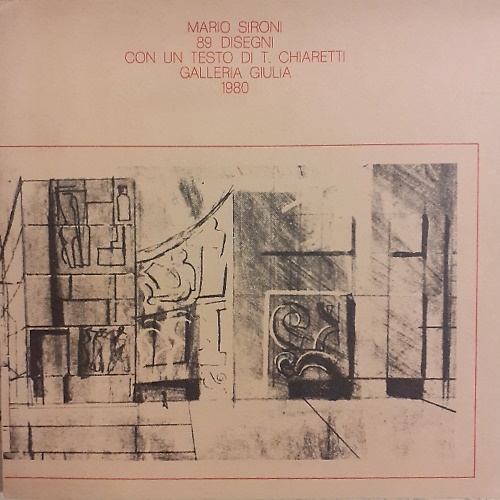 MARIO SIRONI
89 DISEGNI
CON UN TESTO DI T. CHIARETTI
GALLERIA GIULIA
1980